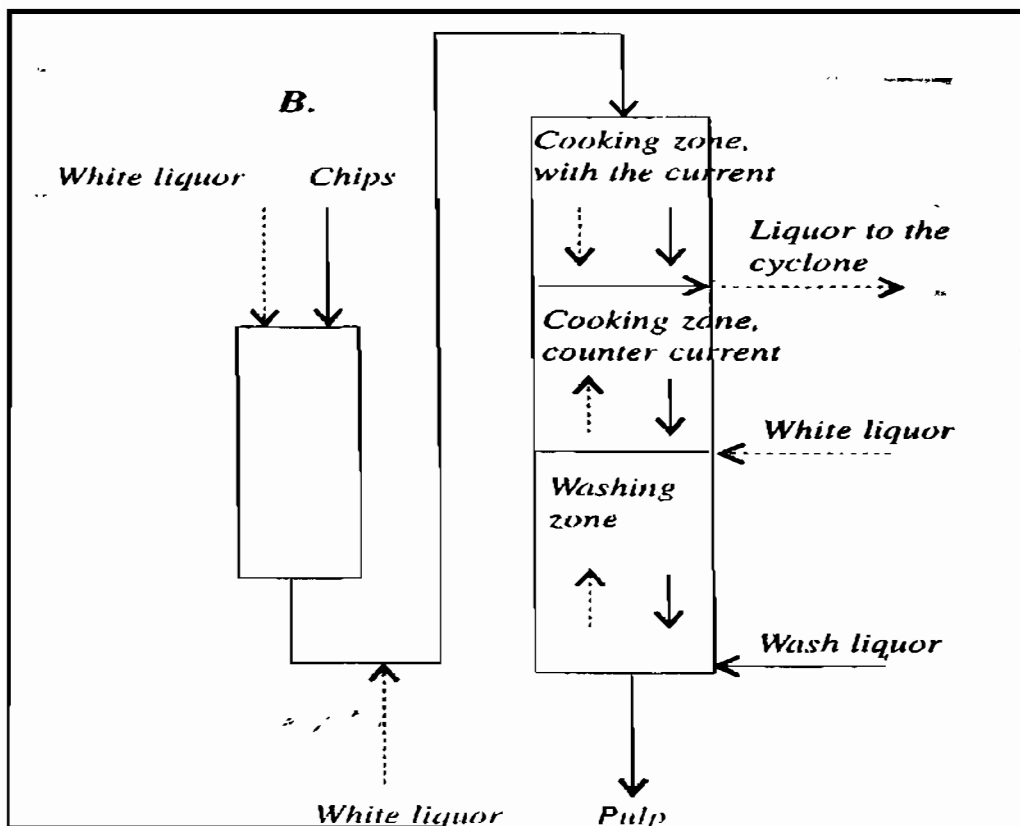 B.
White liquor
Chips
Cooking zone,
with the current
Liquor to the
cyclone
Cooking zone,
counter current
White liquor
Washing
zone
Wash liquor
White liquor
Pulp